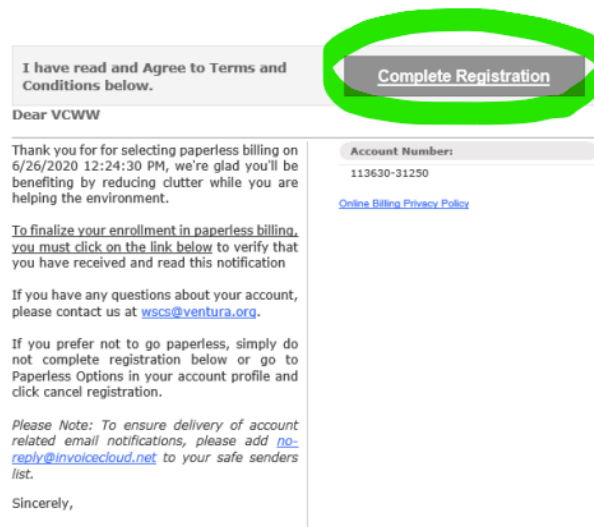 I have read and Agree to Terms and
Conditions below.
Complete Registration
Dear VCWW
Thank you for for selecting paperless billing on
6/26/2020 12:24:30 PM, we're glad you'll be
benefiting by reducing clutter while you are
helping the environment.
To finalize your enrollment in paperless billing,
you must click on the link below to verify that
you have received and read this notification
If you have any questions about your account,
please contact us at wscs@ventura.org.
If you prefer not to go paperless, simply do
not complete registration below or go to
Paperless Options in your account profile and
click cancel registration.
Please Note: To ensure delivery of account
related email notifications, please add no-
reply@invoicecloud.net to your safe senders
list.
Sincerely,
Account Number:
113630-31250
Online Billing Privacy Policy